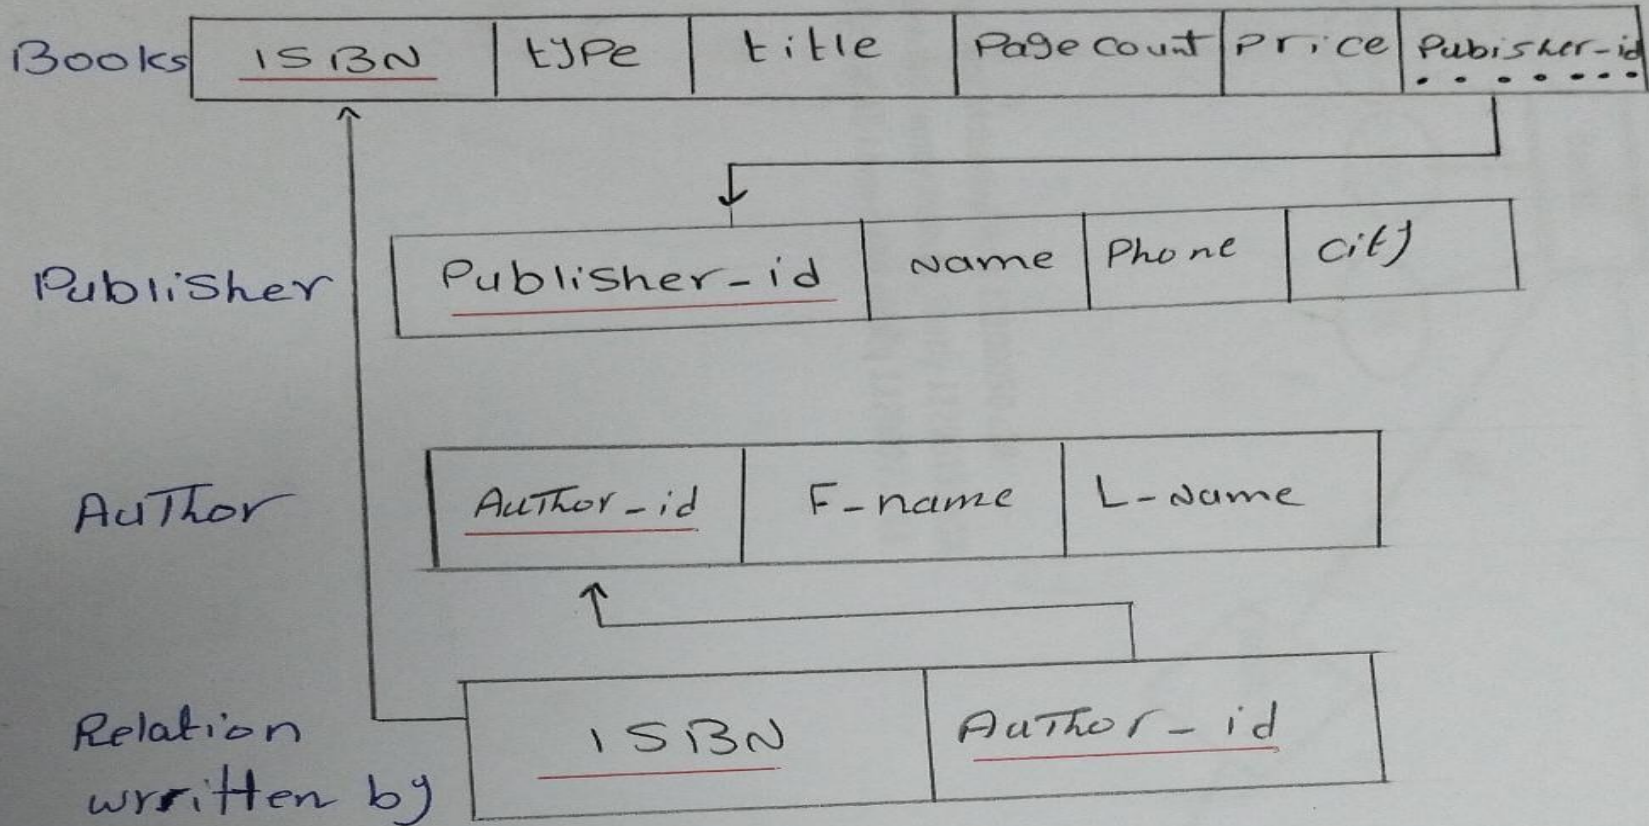 Books ISBN type title Page count price Pubisher-id
Publisher Publisher-id Name Phone city
AuThor AuThor-id F-name L-Name
Relation
wrritten by ISBN AuThor-id